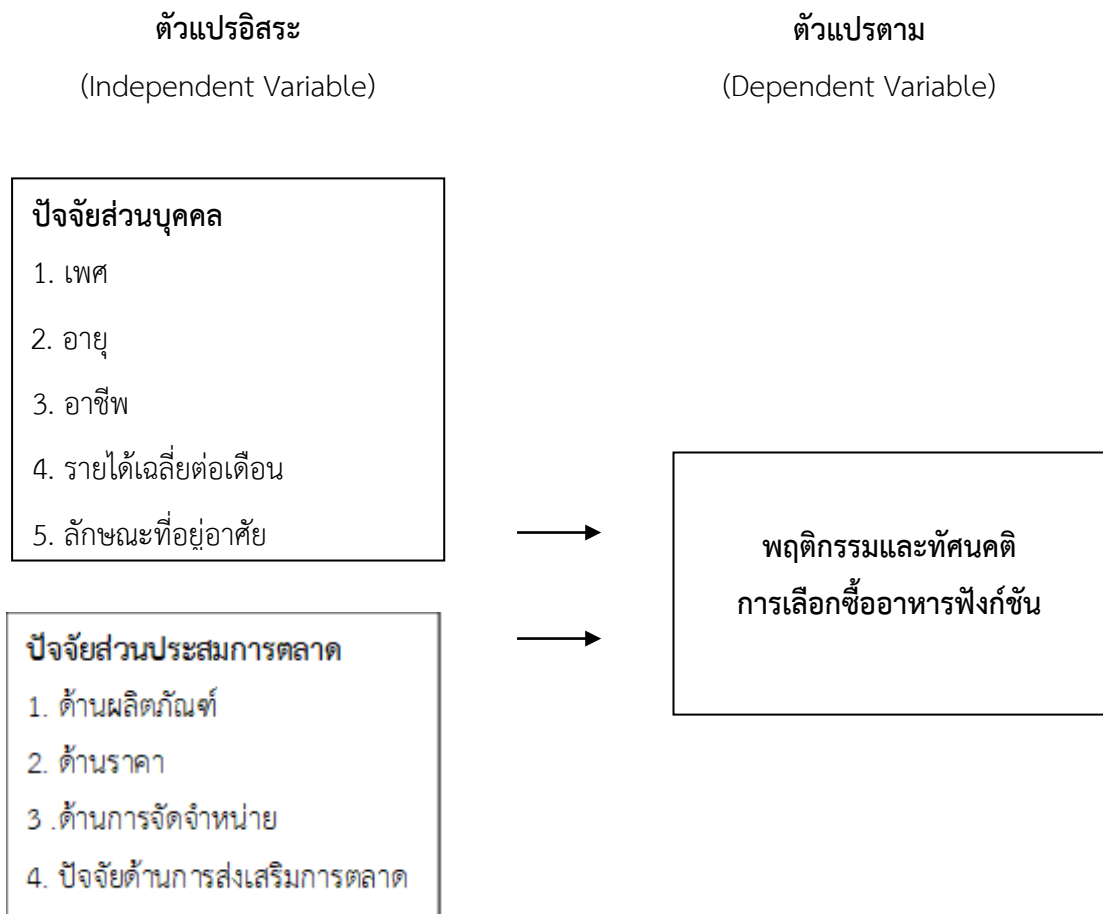 ตัวแปรอิสระ
(Independent Variable)
ตัวแปรตาม
(Dependent Variable)
ปัจจัยส่วนบุคคล
1. เพศ
2. อายุ
3. อาชีพ
4. รายได้เฉลี่ยต่อเดือน
5. ลักษณะที่อยู่อาศัย
ปัจจัยส่วนประสมการตลาด
1. ด้านผลิตภัณฑ์
2. ด้านราคา
3 .ด้านการจัดจำหน่าย
4. ปัจจัยด้านการส่งเสริมการตลาด
พฤติกรรมและทัศนคติ
การเลือกซื้ออาหารฟังก์ชัน